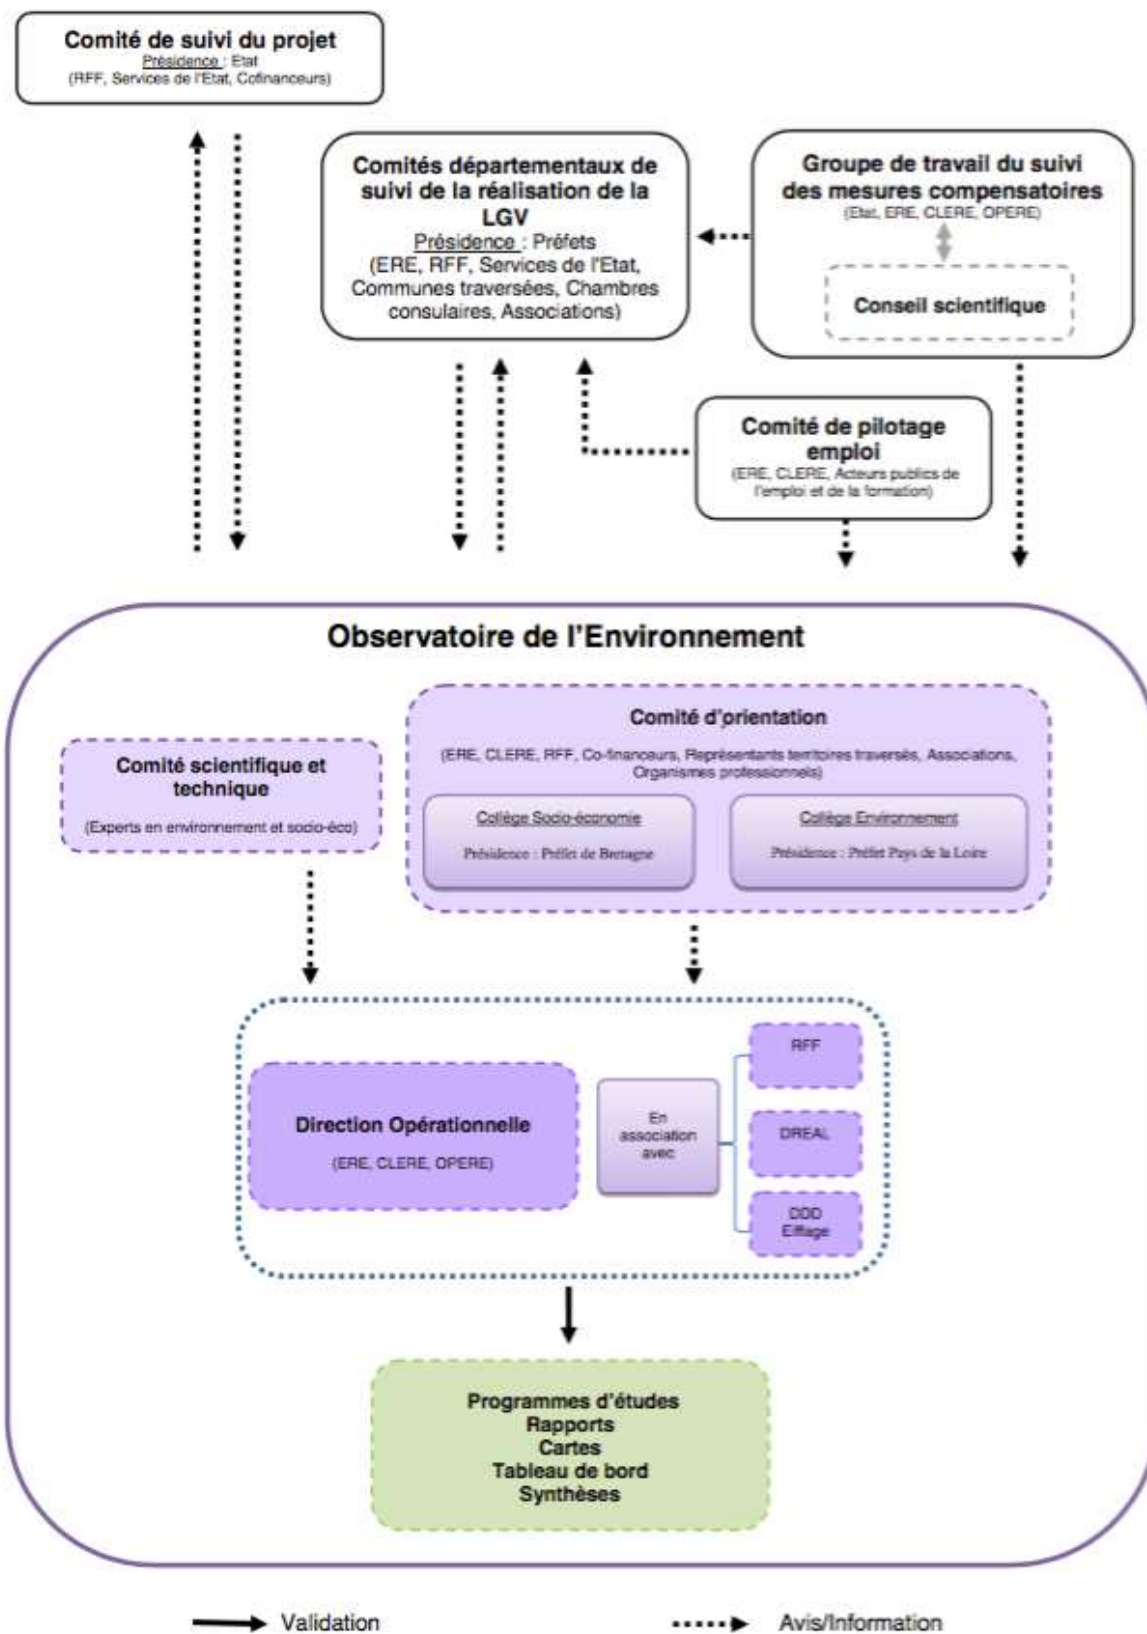 Comité de suivi du projet
Présidence : Etat
(RFF, Services de l'Etat, Cofinanceurs)
Comités départementaux de
suivi de la réalisation de la
LGV
Présidence : Préfets
(ERE, RFF, Services de l'Etat,
Communes traversées, Chambres
consulaires, Associations)
Groupe de travail du suivi
des mesures compensatoires
(Etat, ERE, CLERE, OPERE)
Conseil scientifique
Comité de pilotage
emploi
(ERE, CLERE, Acteurs publics de
l'emploi et de la formation)
Observatoire de l'Environnement
Comité d'orientation
(ERE, CLERE, RFF, Co-financeurs, Représentants territoires traversés, Associations,
Organismes professionnels)
Collège Socio-économie
Présidence : Préfet de Bretagne
Collège Environnement
Présidence : Préfet Pays de la Loire
Comité scientifique et
technique
(Experts en environnement et socio-éco)
Direction Opérationnelle
(ERE, CLERE, OPERE)
En
association
avec
RFF
DREAL
DDD
Eiffage
Programmes d'études
Rapports
Cartes
Tableau de bord
Synthèses
Validation
Avis/Information